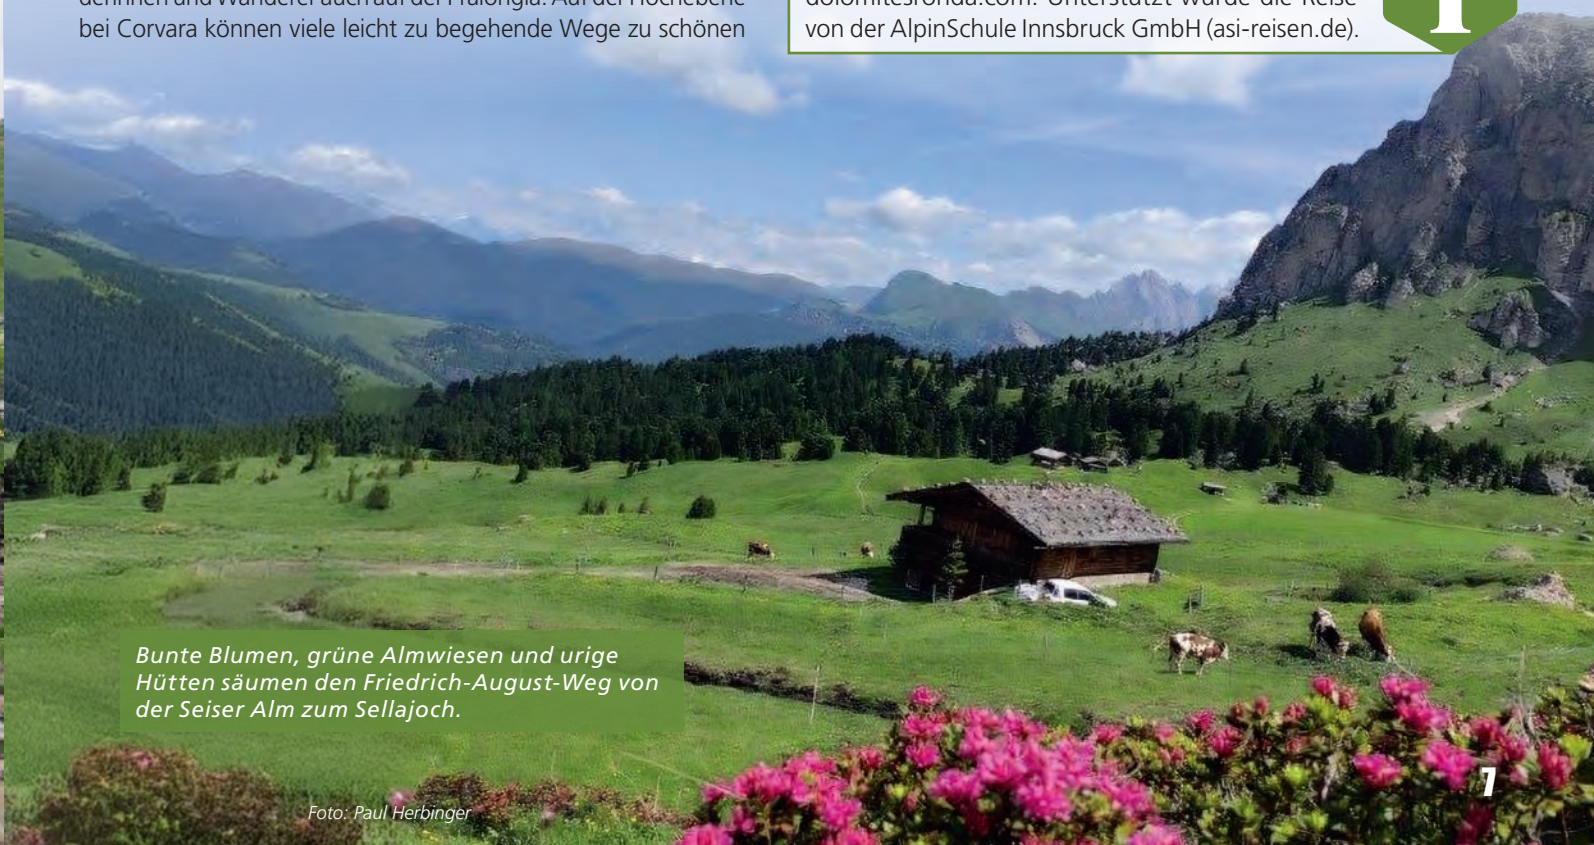 bei Corvara können viele leicht zu begehende Wege zu schönen
von der AlpinSchule Innsbruck GmbH (asi-reisen.de).
Bunte Blumen, grüne Almwiesen und urige
Hütten säumen den Friedrich-August-Weg von
der Seiser Alm zum Sellajoch.
Foto: Paul Herbinger
7